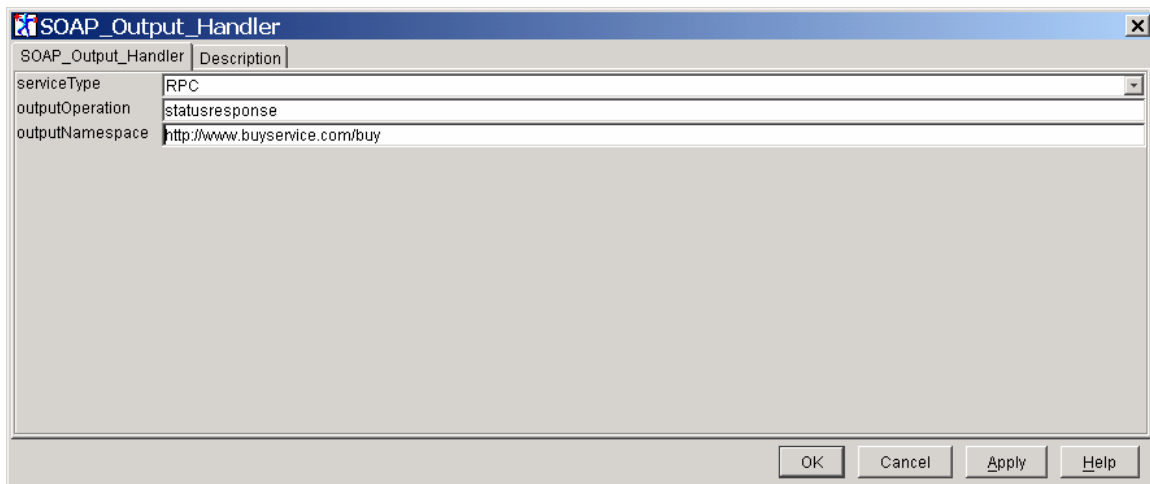 SOAP_Output_Handler
SOAP_Output_Handler Description
serviceType RPC
outputOperation statusresponse
outputNamespace http://www.buyservice.com/buy
OK Cancel Apply Help